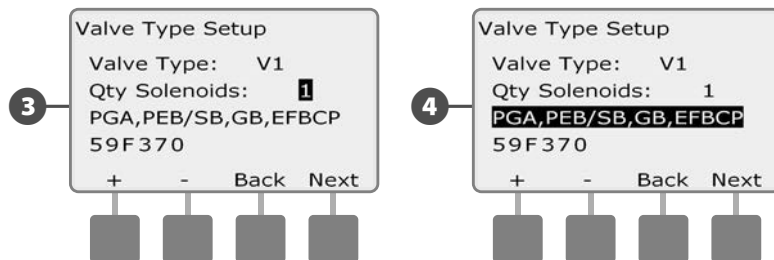 3
Valve Type Setup
Valve Type: V1
Qty Solenoids: 1
PGA,PEB/SB,GB,EFBCP
59F370
+ - Back Next
4
Valve Type Setup
Valve Type: V1
Qty Solenoids: 1
PGA,PEB/SB,GB,EFBCP
59F370
+ - Back Next